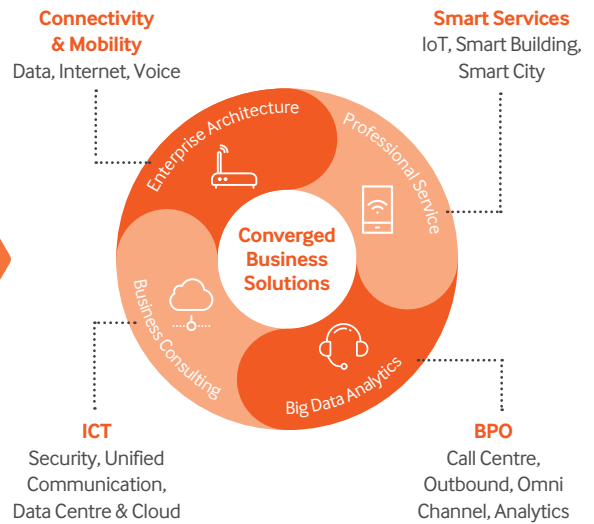 Connectivity
& Mobility
Data, Internet, Voice
Smart Services
IoT, Smart Building,
Smart City
Enterprise Architecture
Professional Service
Converged
Business
Solutions
Business Consulting
Big Data Analytics
ICT
Security, Unified
Communication,
Data Centre & Cloud
BPO
Call Centre,
Outbound, Omni
Channel, Analytics